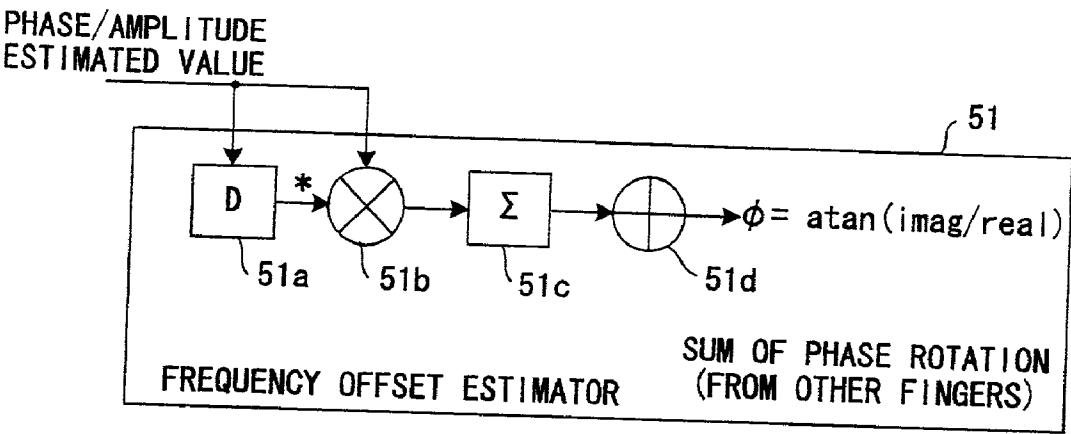 PHASE/AMPLITUDE
ESTIMATED VALUE
51
D
*
Σ
ϕ= atan(imag/real)
51a
51b
51c
51d
FREQUENCY OFFSET ESTIMATOR
SUM OF PHASE ROTATION
(FROM OTHER FINGERS)